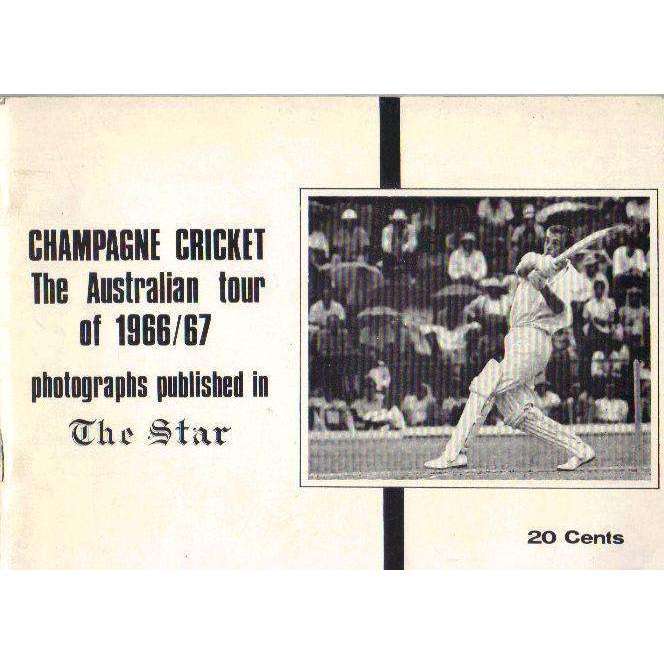 CHAMPAGNE CRICKET
The Australian tour
of 1966/67
photographs published in
The Star
20 Cents